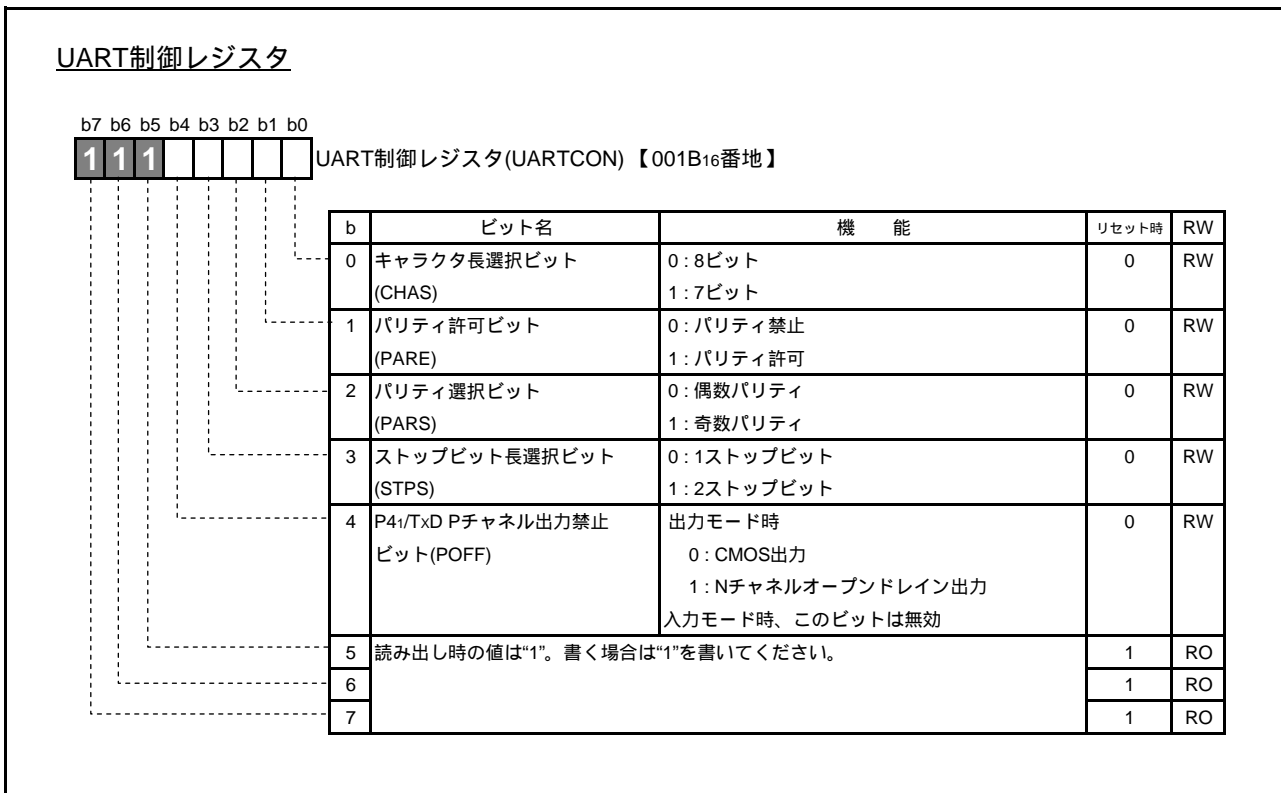 UART制御レジスタ
b7 b6 b5 b4 b3 b2 b1 b0
1 1 1 UART制御レジスタ(UARTCON)【001B16番地】
b ビット名 機 能 リセット時 RW
0 キャラクタ長選択ビット 0 : 8ビット 0 RW
(CHAS) 1 : 7ビット
1 パリティ許可ビット 0 : パリティ禁止 0 RW
(PARE) 1 : パリティ許可
2 パリティ選択ビット 0 : 偶数パリティ 0 RW
(PARS) 1 : 奇数パリティ
3 ストップビット長選択ビット 0 : 1ストップビット 0 RW
(STPS) 1 : 2ストップビット
4 P41/TxD Pチャネル出力禁止 出力モード時 0 RW
ビット(POFF) 0 : CMOS出力
1 : Nチャネルオープンドレイン出力
入力モード時、このビットは無効
5 読み出し時の値は“1”。書く場合は“1”を書いてください。 1 RO
6 1 RO
7 1 RO